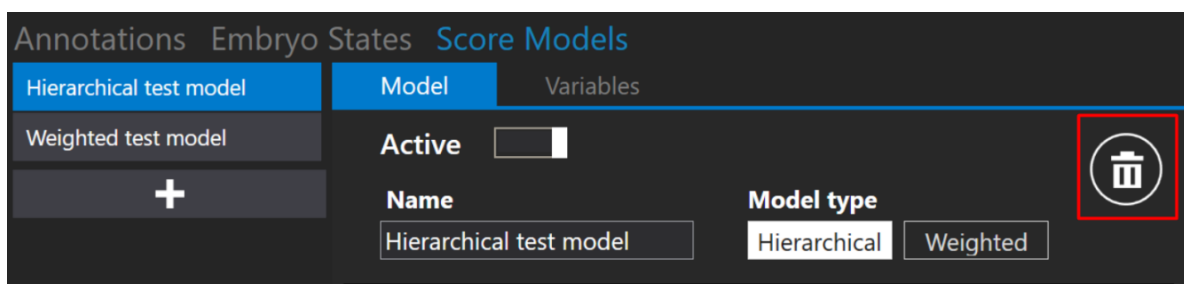 Annotations Embryo States Score Models
Hierarchical test model
Weighted test model
Model Variables
Active
Name
Hierarchical test model
Model type
Hierarchical Weighted